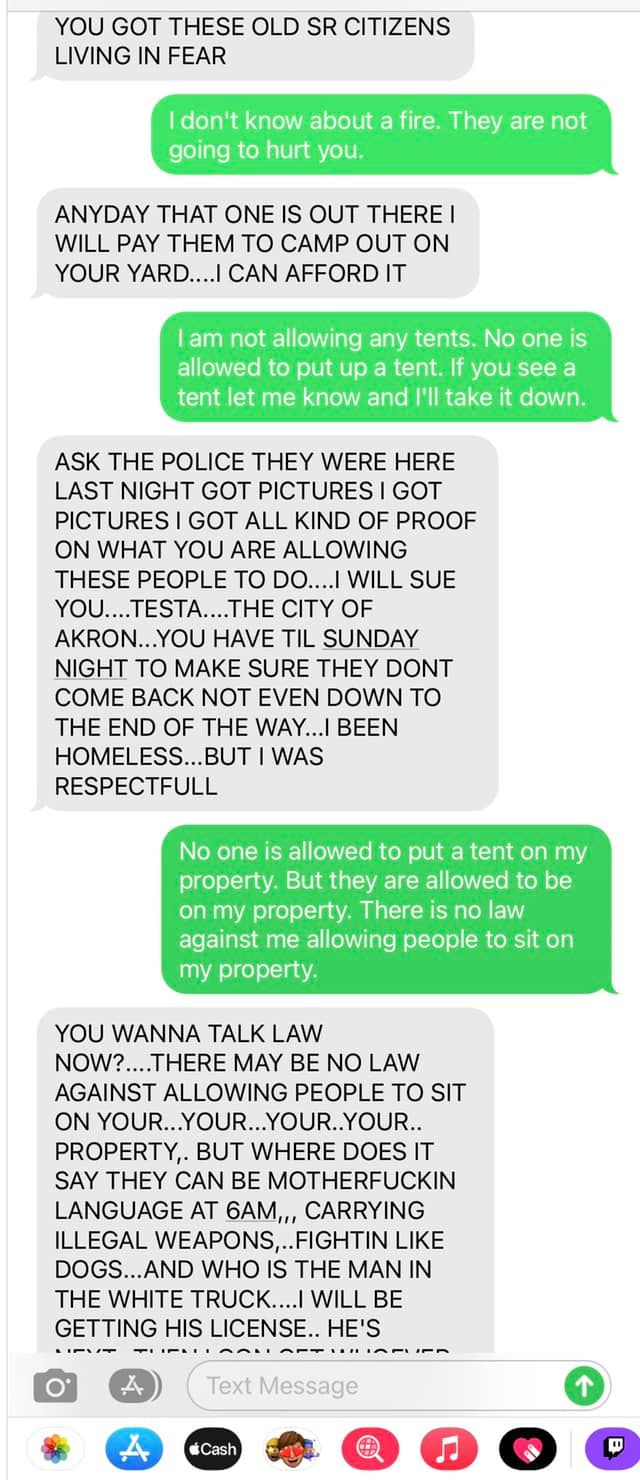 YOU GOT THESE OLD SR CITIZENS
LIVING IN FEAR
I don't know about a fire. They are not
going to hurt you.
ANYDAY THAT ONE IS OUT THERE I
WILL PAY THEM TO CAMP OUT ON
YOUR YARD....I CAN AFFORD IT
I am not allowing any tents. No one is
allowed to put up a tent. If you see a
tent let me know and I'll take it down.
ASK THE POLICE THEY WERE HERE
LAST NIGHT GOT PICTURES I GOT
PICTURES I GOT ALL KIND OF PROOF
ON WHAT YOU ARE ALLOWING
THESE PEOPLE TO DO....I WILL SUE
YOU....TESTA....THE CITY OF
AKRON...YOU HAVE TIL SUNDAY
NIGHT TO MAKE SURE THEY DONT
COME BACK NOT EVEN DOWN TO
THE END OF THE WAY...I BEEN
HOMELESS...BUT I WAS
RESPECTFULL
No one is allowed to put a tent on my
property. But they are allowed to be
on my property. There is no law
against me allowing people to sit on
my property.
YOU WANNA TALK LAW
NOW?....THERE MAY BE NO LAW
AGAINST ALLOWING PEOPLE TO SIT
ON YOUR...YOUR...YOUR..YOUR..
PROPERTY,. BUT WHERE DOES IT
SAY THEY CAN BE MOTHERFUCKIN
LANGUAGE AT 6AM,,, CARRYING
ILLEGAL WEAPONS,..FIGHTIN LIKE
DOGS...AND WHO IS THE MAN IN
THE WHITE TRUCK....I WILL BE
GETTING HIS LICENSE.. HE'S
Text Message
Cash